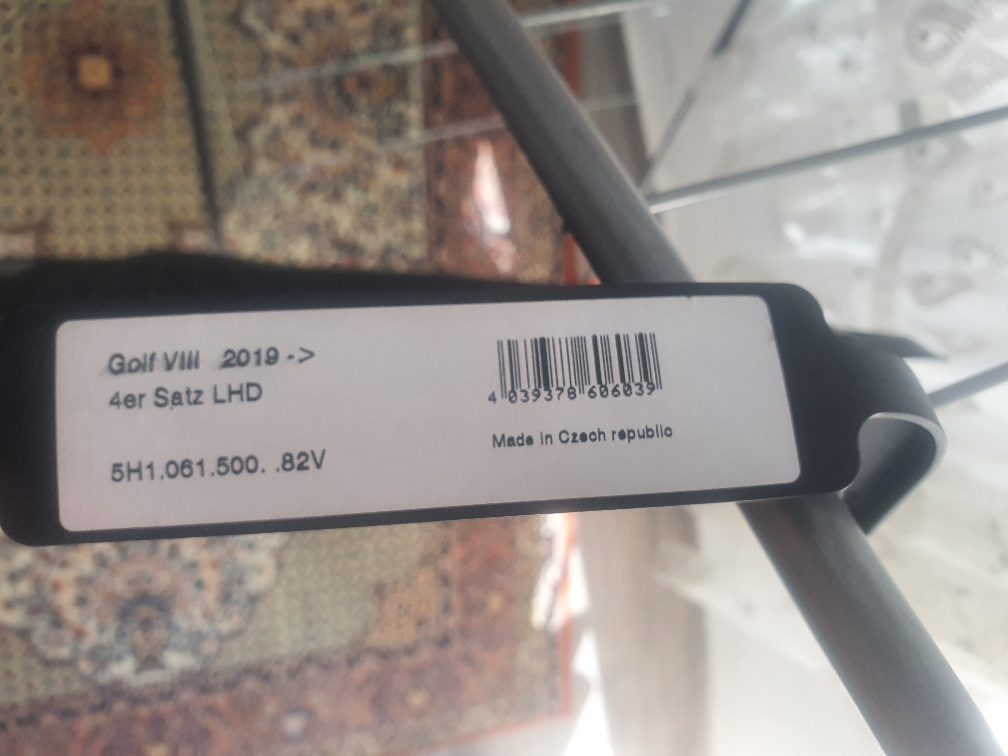 Golf VIII 2019 ->
4er Satz LHD
5H1.061.500. .82V
4 039378 606039
Made in Czech republic